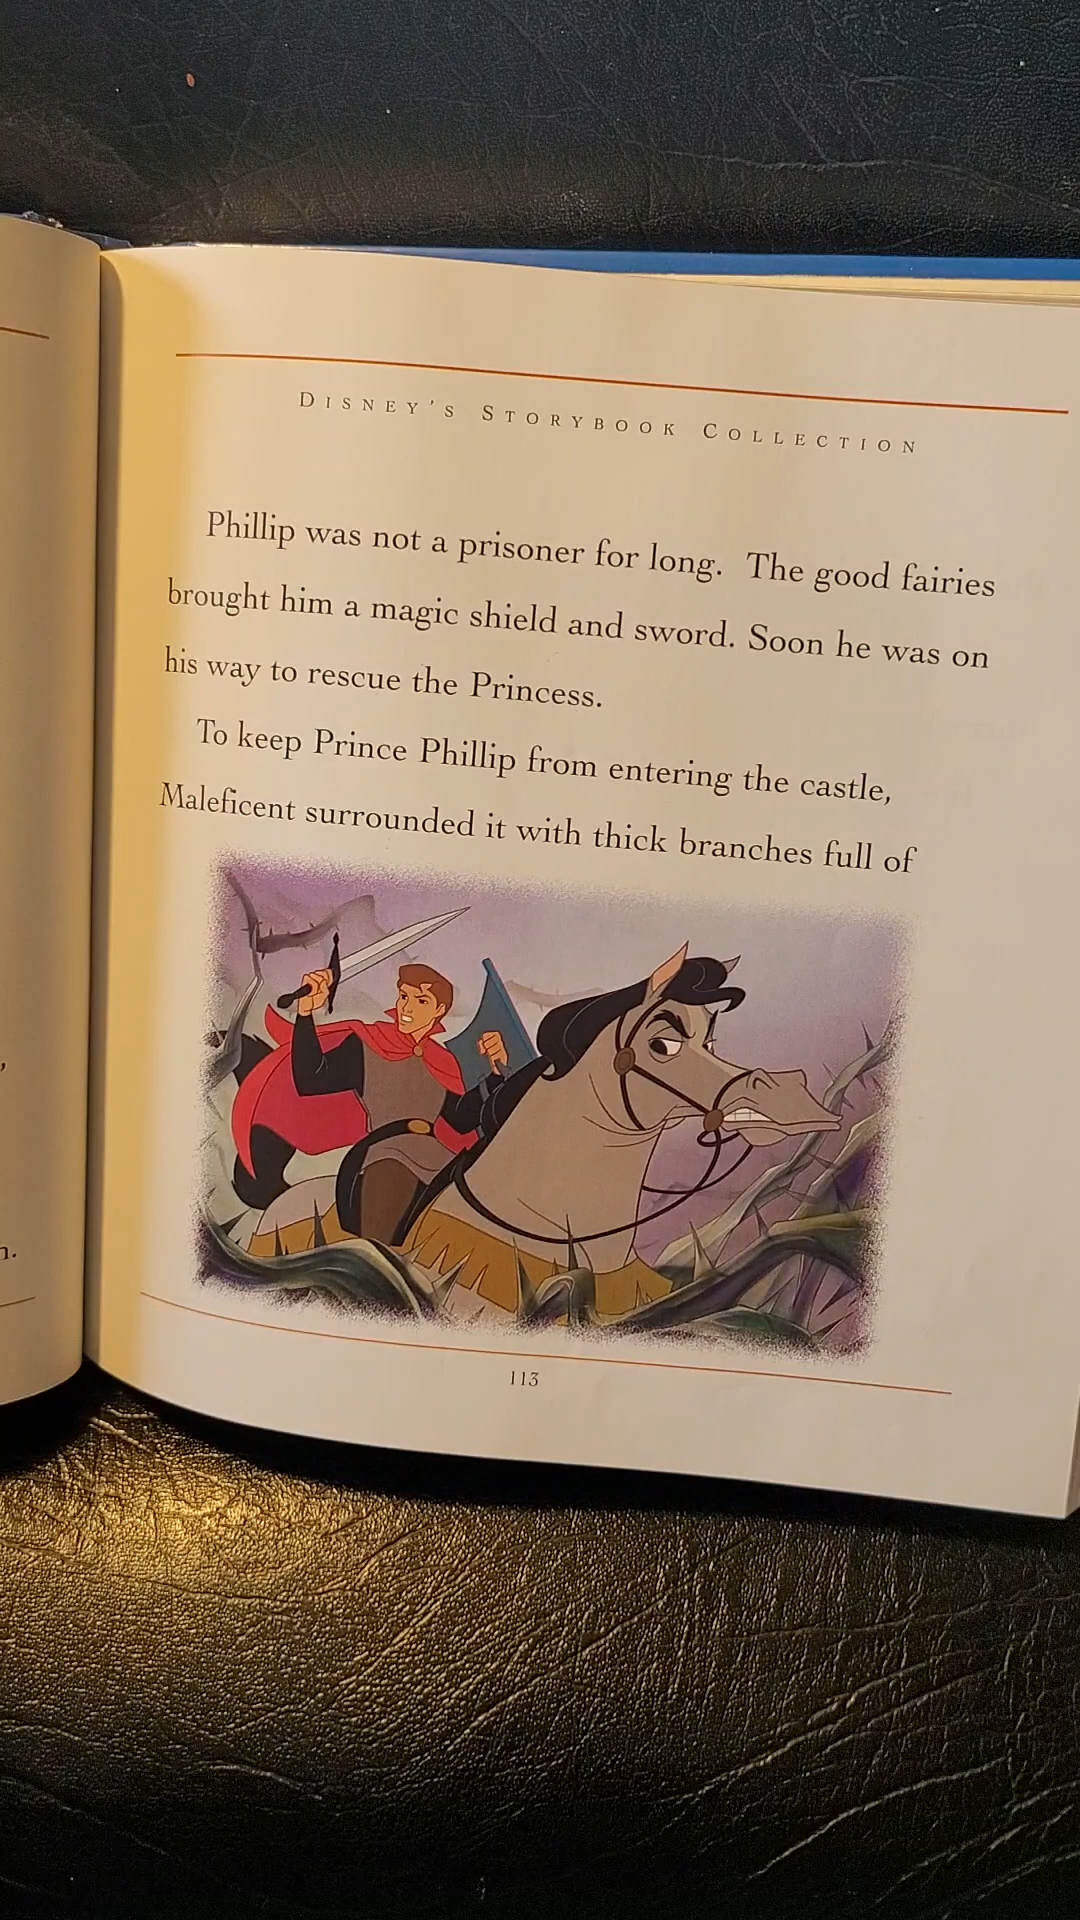 DISNEY'S STORYBOOK COLLECTION
Phillip was not a prisoner for long. The good fairies
brought him a magic shield and sword. Soon he was on
his way to rescue the Princess.
To keep Prince Phillip from entering the castle,
Maleficent surrounded it with thick branches full of
113